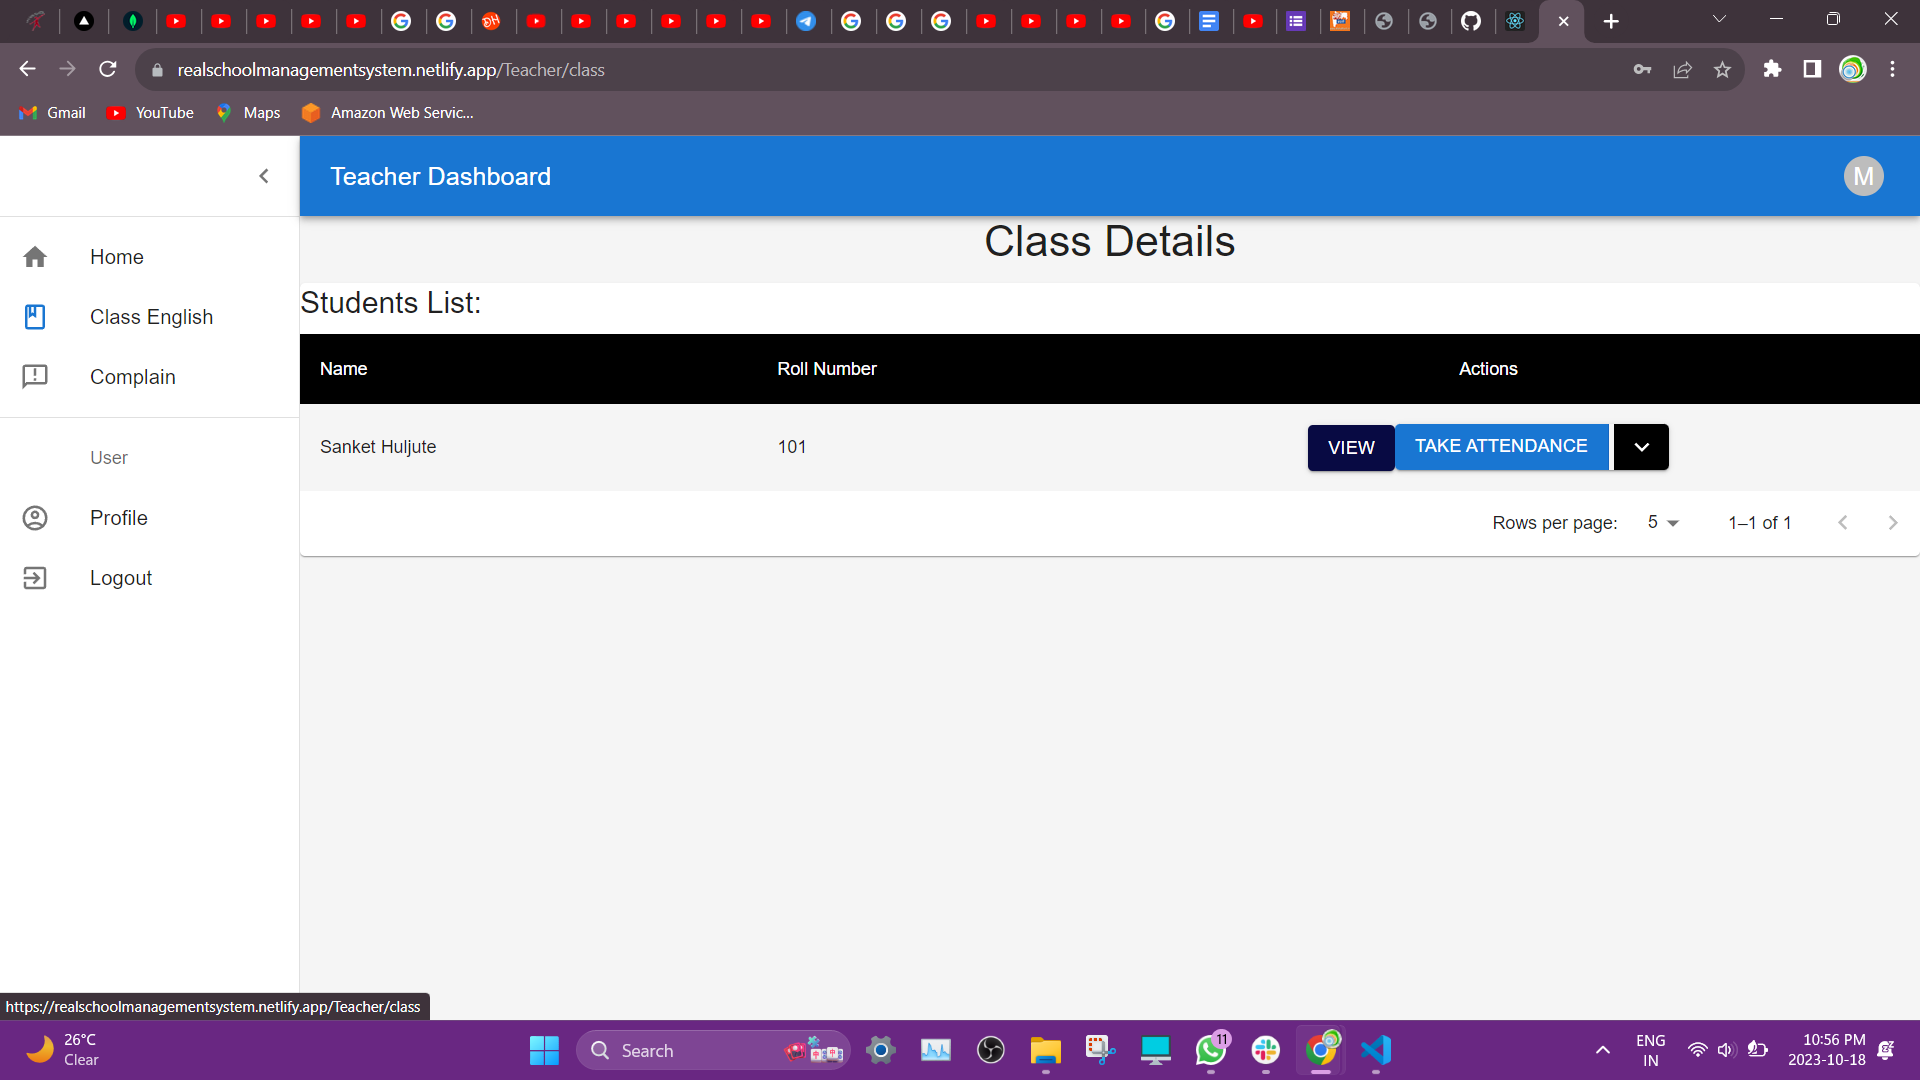 realschoolmanagementsystem.netlify.app/Teacher/class
Gmail YouTube Maps Amazon Web Servic...
Teacher Dashboard M
Class Details
Home
Class English
Complain
User
Profile
Logout
Students List:
Name Roll Number Actions
Sanket Huljute 101 VIEW TAKE ATTENDANCE
Rows per page: 5 1–1 of 1
https://realschoolmanagementsystem.netlify.app/Teacher/class
26°C
Clear
Search
11
ENG
IN
10:56 PM
2023-10-18